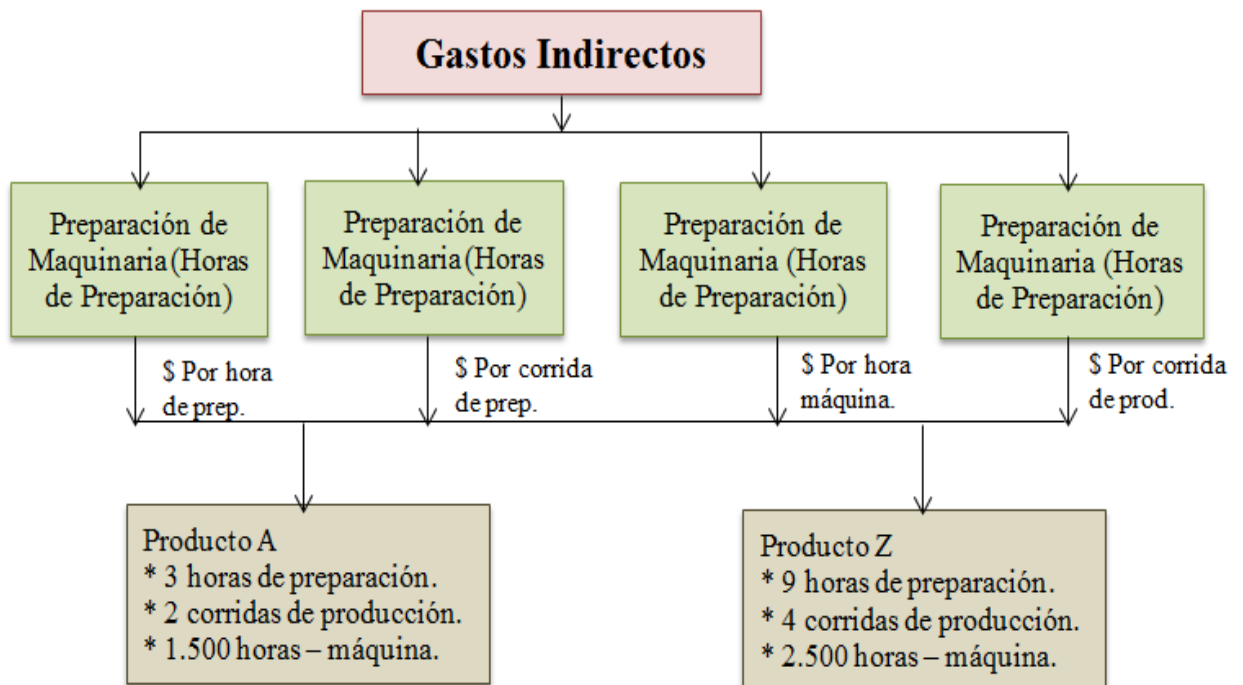 Gastos Indirectos
Preparación de
Maquinaria (Horas
de Preparación)
Preparación de
Maquinaria (Horas
de Preparación)
Preparación de
Maquinaria (Horas
de Preparación)
Preparación de
Maquinaria (Horas
de Preparación)
$ Por hora
de prep.
$ Por corrida
de prep.
$ Por hora
máquina.
$ Por corrida
de prod.
Producto A
* 3 horas de preparación.
* 2 corridas de producción.
* 1.500 horas – máquina.
Producto Z
* 9 horas de preparación.
* 4 corridas de producción.
* 2.500 horas – máquina.